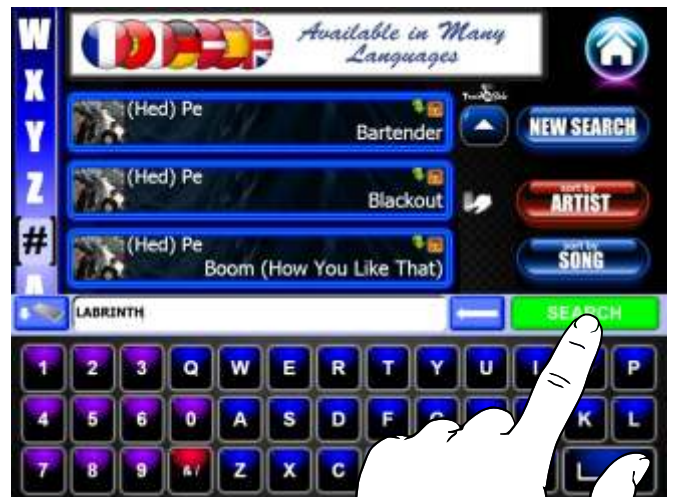 Available in Many
Languages
W
X
Y
Z
[#]
A
(Hed) Pe
Bartender
(Hed) Pe
Blackout
(Hed) Pe
Boom (How You Like That)
NEW SEARCH
sort by
ARTIST
sort by
SONG
LABRINTH
SEARCH
1 2 3 Q W E R T Y U I P
4 5 6 0 A S D F G K L
7 8 9 & / Z X C